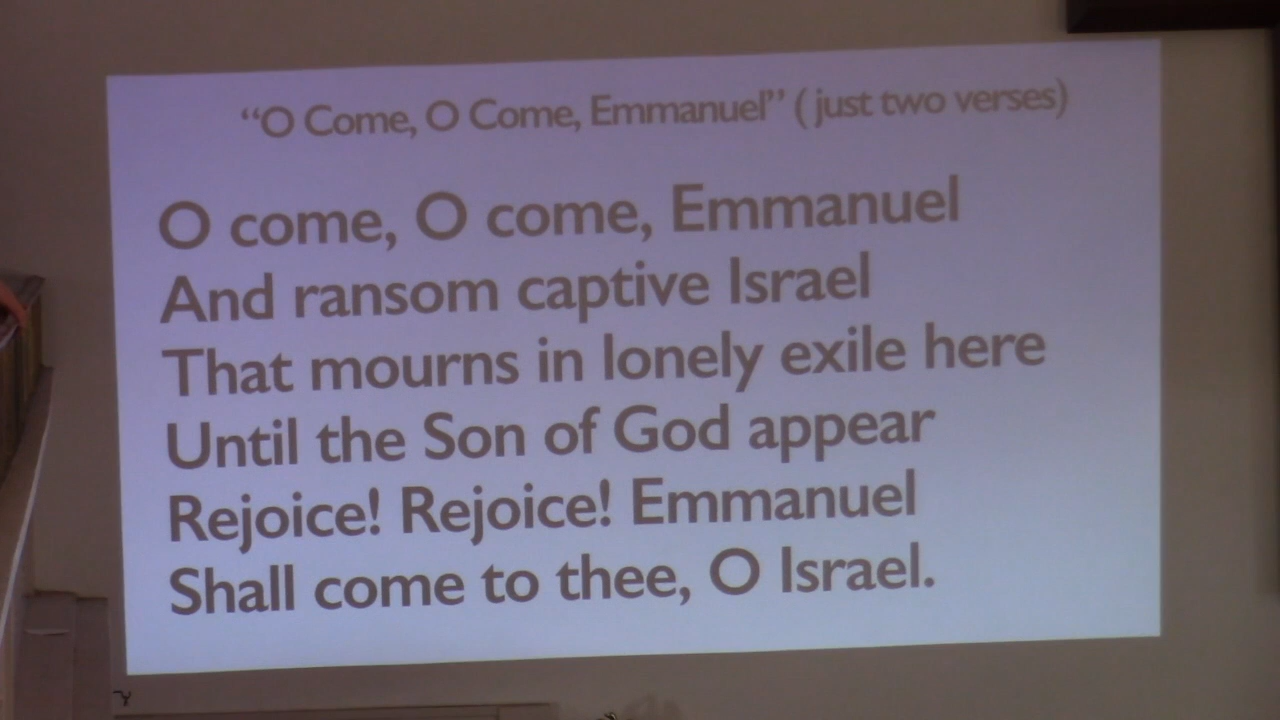 “O Come, O Come, Emmanuel” (just two verses)
O come, O come, Emmanuel
And ransom captive Israel
That mourns in lonely exile here
Until the Son of God appear
Rejoice! Rejoice! Emmanuel
Shall come to thee, O Israel.